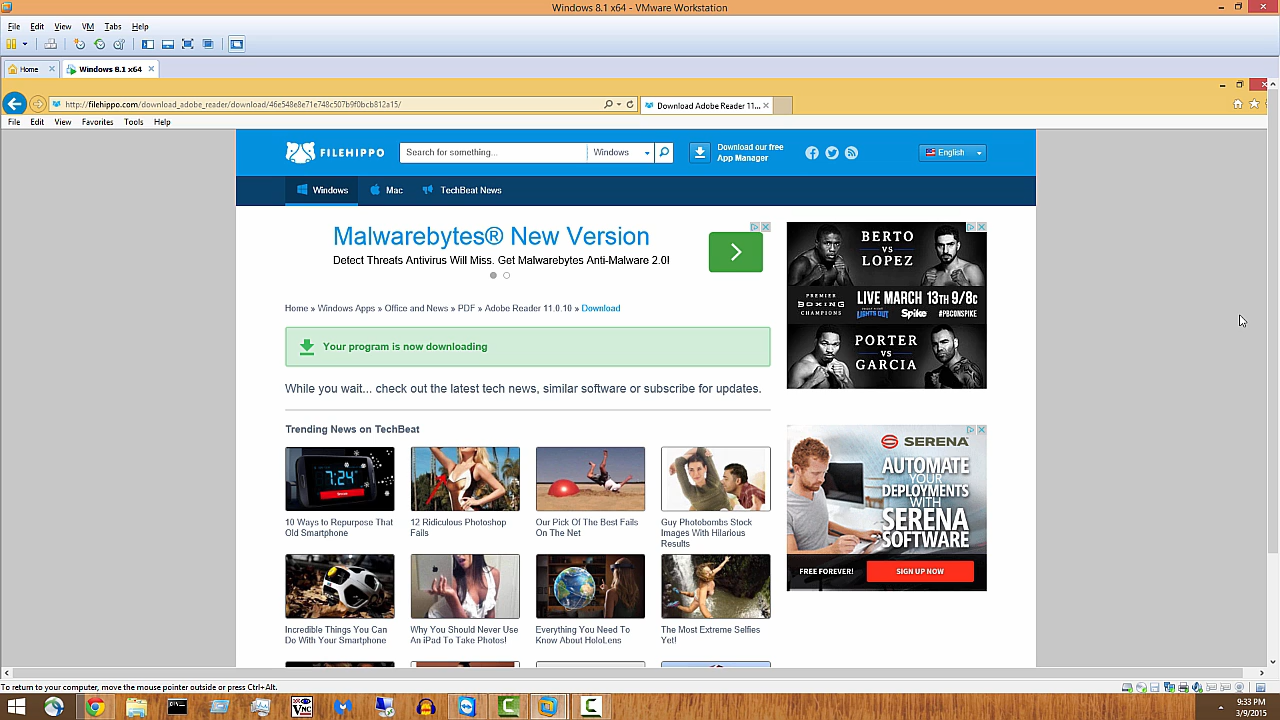 Windows 8.1 x64 - VMware Workstation
File Edit View VM Tabs Help
Home Windows 8.1 x64
http://filehippo.com/download_adobe_reader/download/46e548e8e71e748c507b9f0bcb812a15/ Download Adobe Reader 11...
File Edit View Favorites Tools Help
FILEHIPPO Search for something... Windows Download our free
App Manager English
Windows Mac TechBeat News
Malwarebytes® New Version
Detect Threats Antivirus Will Miss. Get Malwarebytes Anti-Malware 2.0!
BERTO
VS
LOPEZ
PREMIER
BOXING
CHAMPIONS
LIVE MARCH 13TH 9/8c
LIGHTS OUT Spike #PBCONSPIKE
PORTER
VS
GARCIA
Home » Windows Apps » Office and News » PDF » Adobe Reader 11.0.10 » Download
Your program is now downloading
While you wait... check out the latest tech news, similar software or subscribe for updates.
Trending News on TechBeat
7:24
10 Ways to Repurpose That
Old Smartphone
12 Ridiculous Photoshop
Fails
Our Pick Of The Best Fails
On The Net
Guy Photobombs Stock
Images With Hilarious
Results
Incredible Things You Can
Do With Your Smartphone
Why You Should Never Use
An iPad To Take Photos!
Everything You Need To
Know About HoloLens
The Most Extreme Selfies
Yet!
SERENA
AUTOMATE
YOUR
DEPLOYMENTS
WITH
SERENA
SOFTWARE
FREE FOREVER! SIGN UP NOW
To return to your computer, move the mouse pointer outside or press Ctrl+Alt.
VNC
9:33 PM
3/9/2015